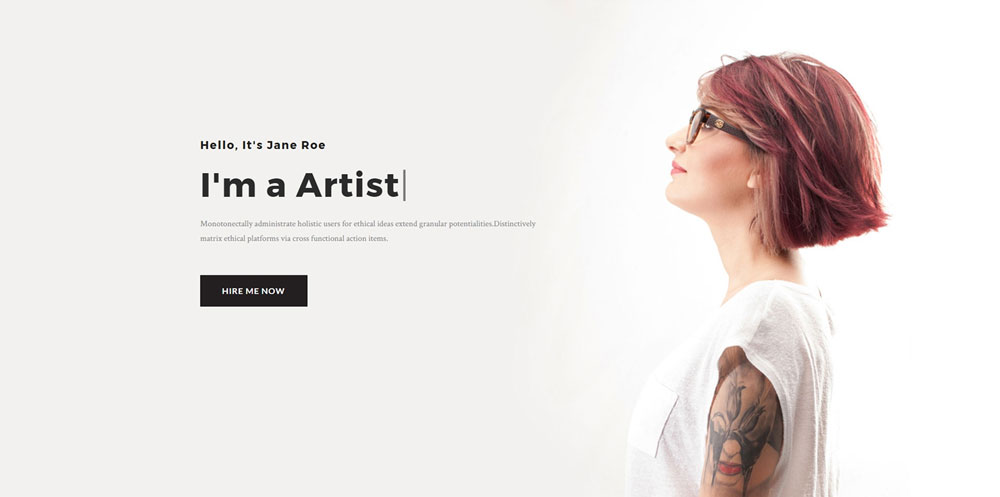 Hello, It's Jane Roe
I'm a Artist
Monotonectally administrate holistic users for ethical ideas extend granular potentialities.Distinctively
matrix ethical platforms via cross functional action items.
HIRE ME NOW